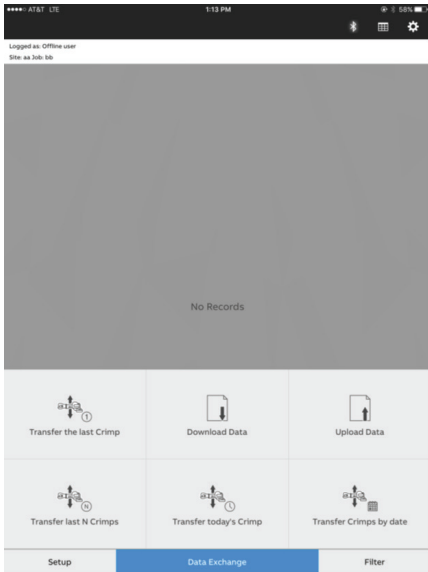 AT&T LTE 1:13 PM 58%
Logged as: Offline user
Site: aa Job: bb
No Records
1
Transfer the last Crimp Download Data Upload Data
N
Transfer last N Crimps Transfer today's Crimp Transfer Crimps by date
Setup Data Exchange Filter